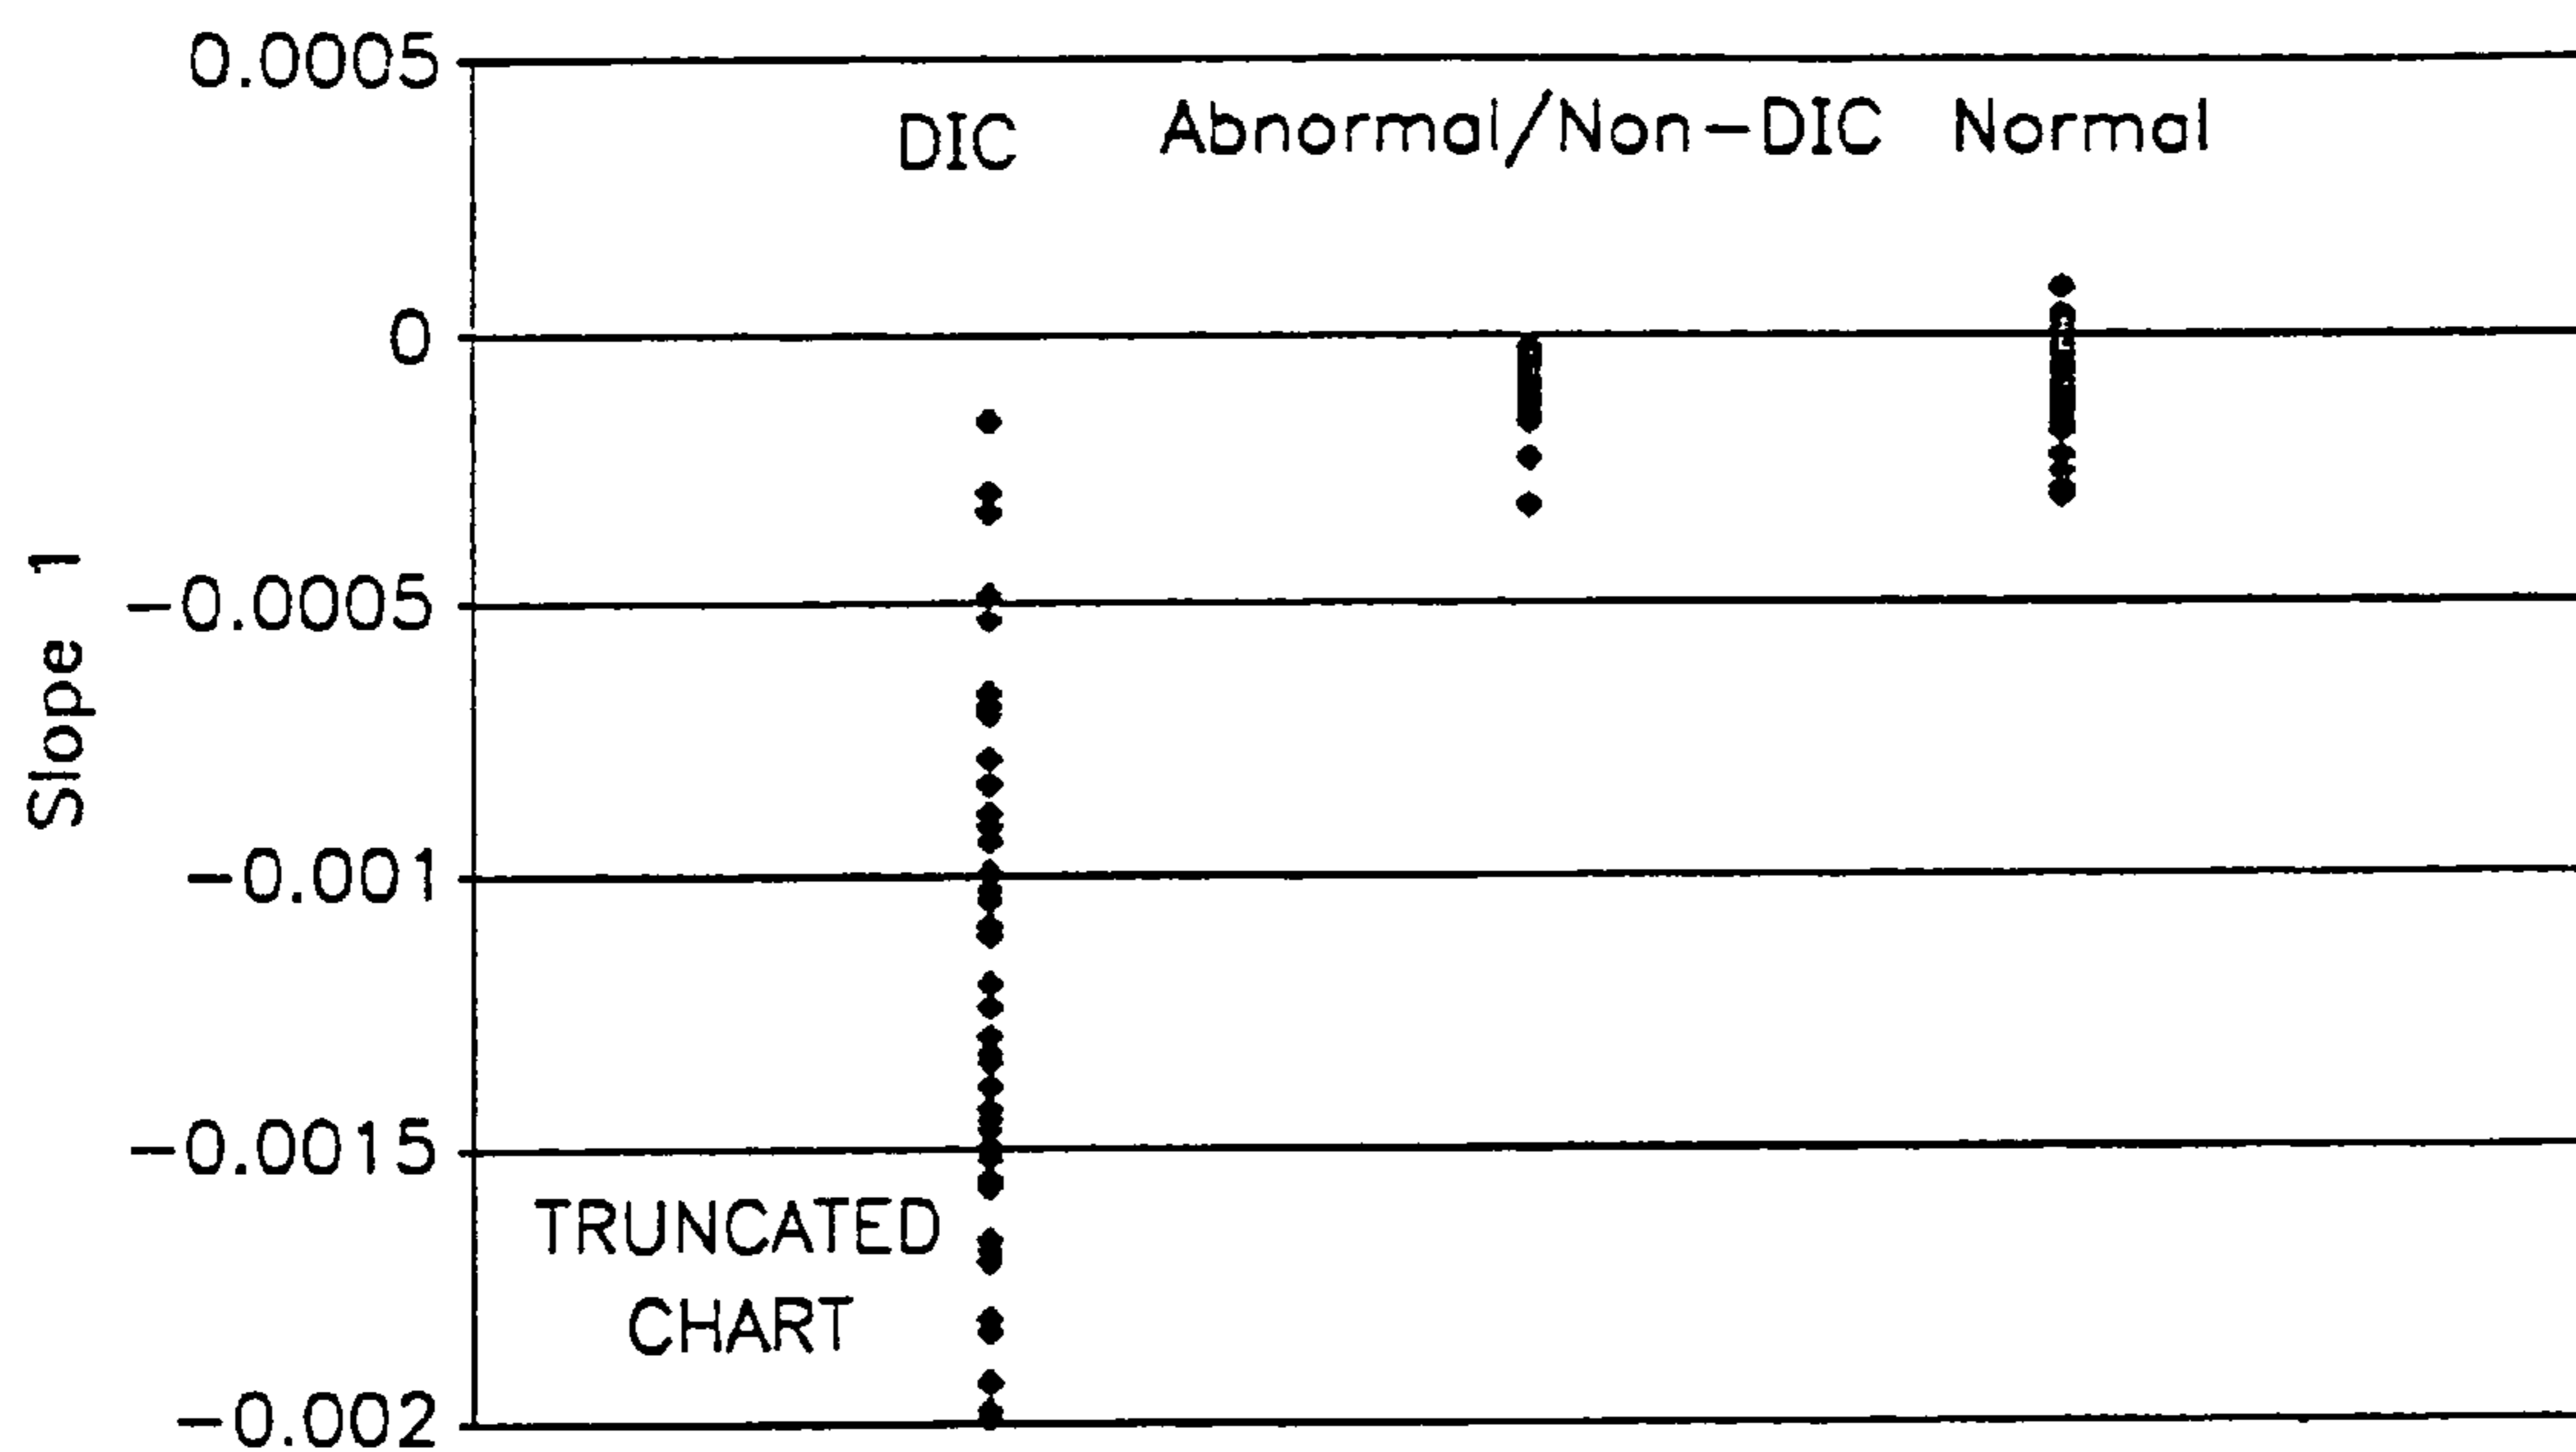 0.0005
DIC Abnormal/Non-DIC Normal
0
-0.0005
Slope 1
-0.001
-0.0015
TRUNCATED
CHART
-0.002